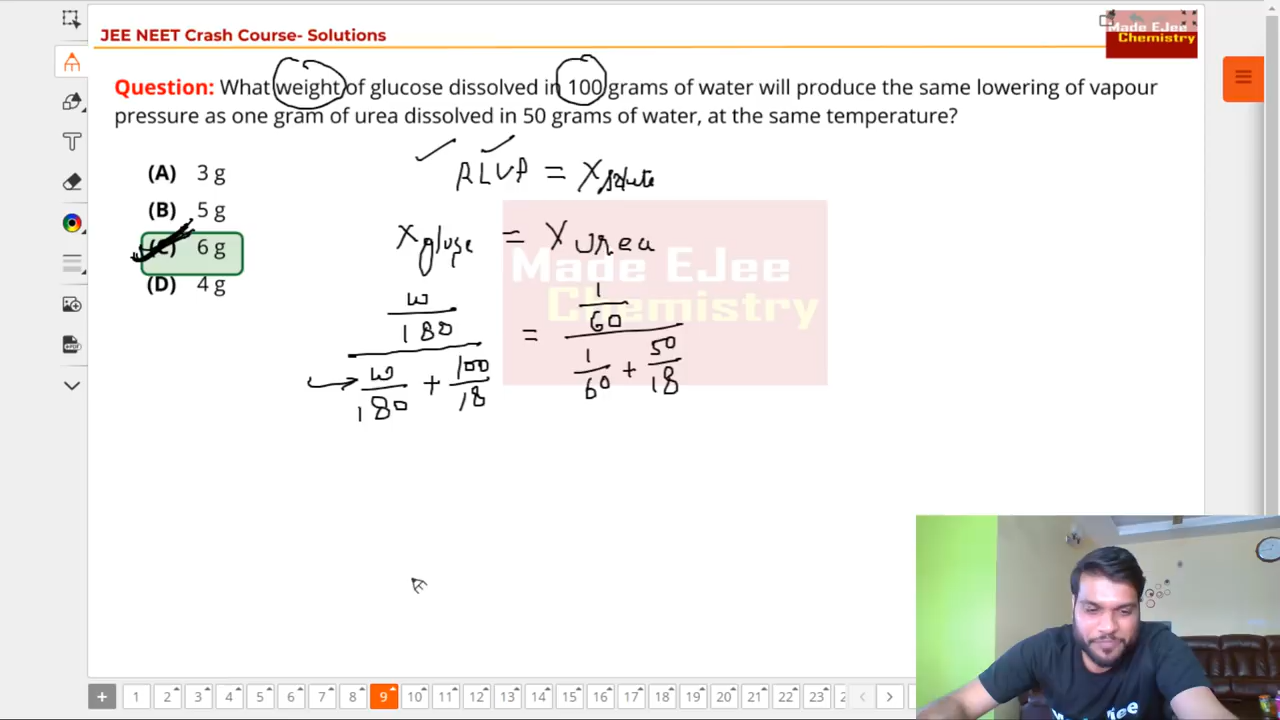 JEE NEET Crash Course- Solutions
Made EJee
Chemistry
Question: What weight of glucose dissolved in 100 grams of water will produce the same lowering of vapour
pressure as one gram of urea dissolved in 50 grams of water, at the same temperature?
(A) 3 g
(B) 5 g
(C) 6 g
(D) 4 g
RLVP = Xsolute
X = X urea
Made EJee
Chemistry
w/180 / (w/180 + 100/18) = 1/60 / (1/60 + 50/18)
1 2 3 4 5 6 7 8 9 10 11 12 13 14 15 16 17 18 19 20 21 22 23 2